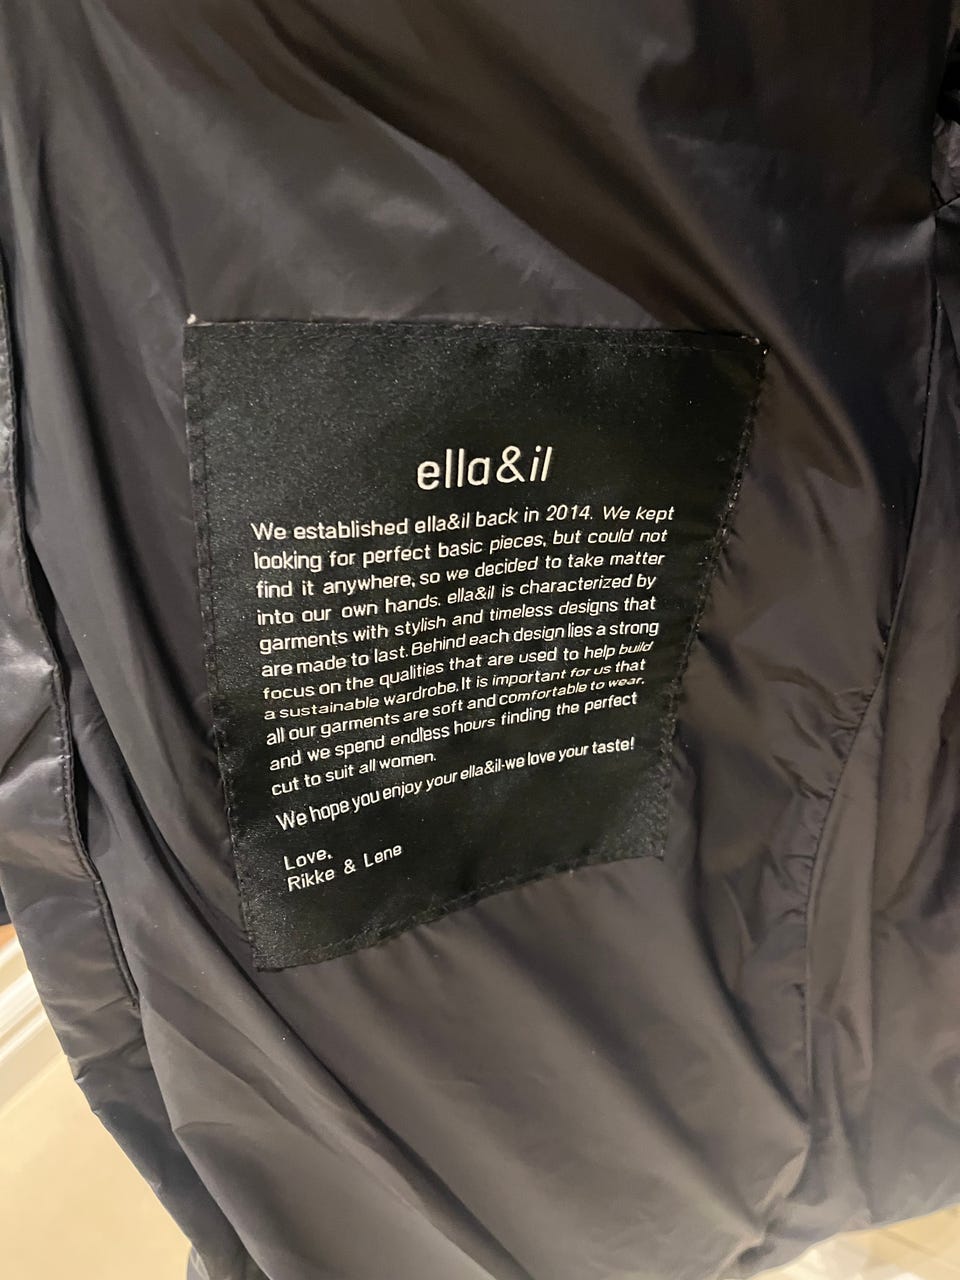 ella&il
We established ella&il back in 2014. We kept
looking for perfect basic pieces, but could not
find it anywhere, so we decided to take matter
into our own hands. ella&il is characterized by
garments with stylish and timeless designs that
are made to last. Behind each design lies a strong
focus on the qualities that are used to help build
a sustainable wardrobe. It is important for us that
all our garments are soft and comfortable to wear,
and we spend endless hours finding the perfect
cut to suit all women.
We hope you enjoy your ella&il-we love your taste!
Love,
Rikke & Lene